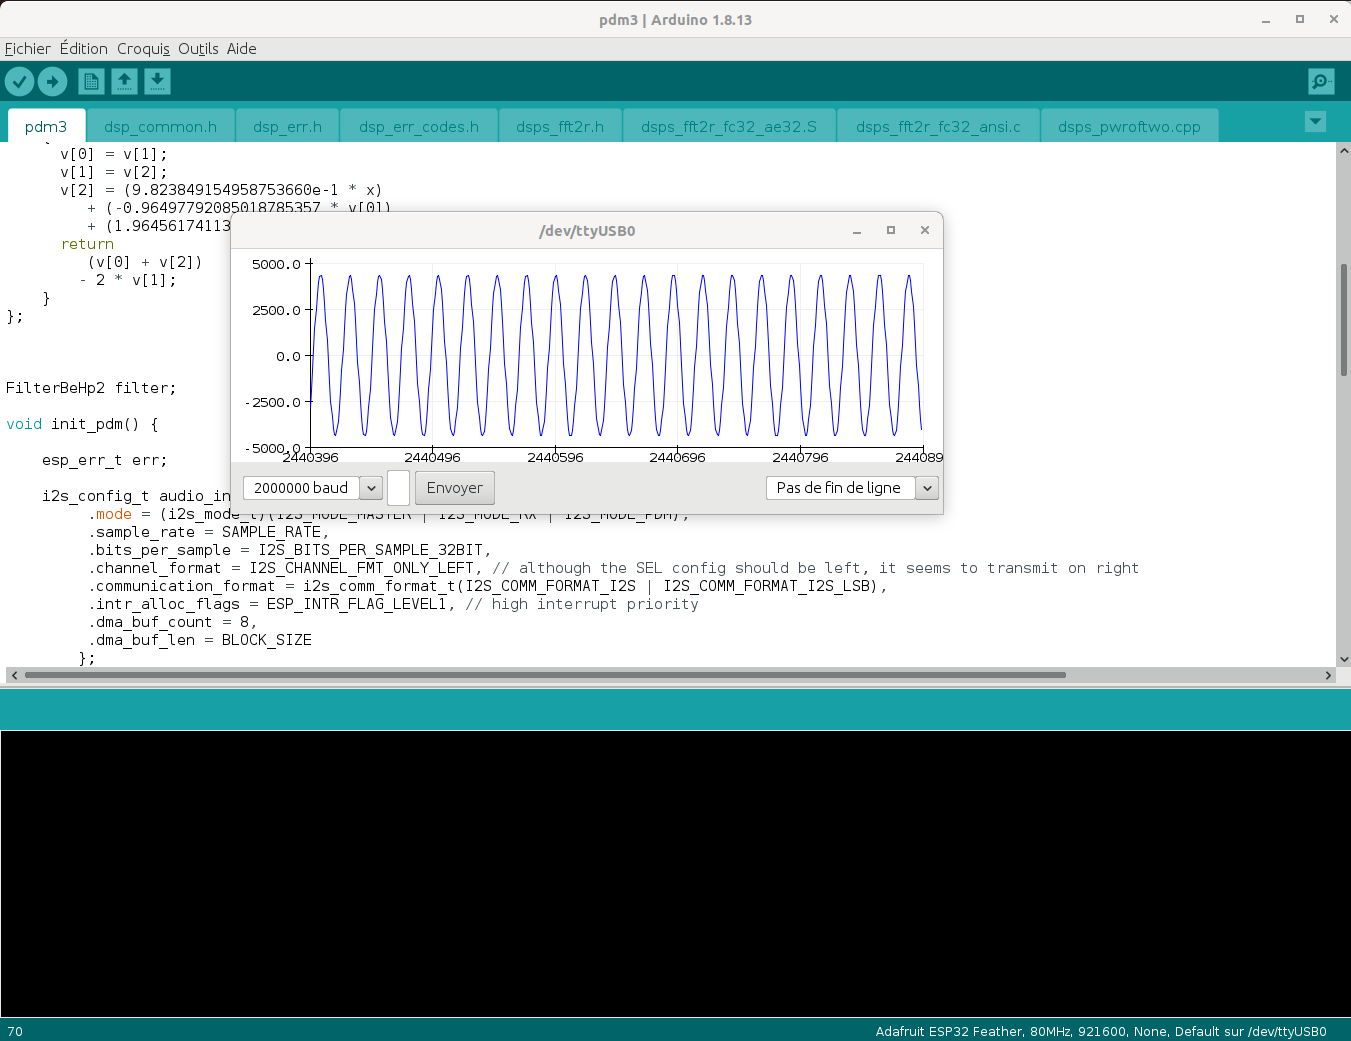 pdm3 | Arduino 1.8.13
Fichier Édition Croquis Outils Aide
pdm3 dsp_common.h dsp_err.h dsp_err_codes.h dsps_fft2r.h dsps_fft2r_fc32_ae32.S dsps_fft2r_fc32_ansi.c dsps_pwroftwo.cpp
v[0] = v[1];
v[1] = v[2];
v[2] = (9.823849154958753660e-1 * x)
+ (-0.96497792085018785357 * v[0])
+ (1.96456174113
return
(v[0] + v[2])
- 2 * v[1];
}
};
FilterBeHp2 filter;
void init_pdm() {
esp_err_t err;
i2s_config_t audio_in
.mode = (i2s_mode_t)(I2S_MODE_MASTER | I2S_MODE_RX | I2S_MODE_PDM),
.sample_rate = SAMPLE_RATE,
.bits_per_sample = I2S_BITS_PER_SAMPLE_32BIT,
.channel_format = I2S_CHANNEL_FMT_ONLY_LEFT, // although the SEL config should be left, it seems to transmit on right
.communication_format = i2s_comm_format_t(I2S_COMM_FORMAT_I2S | I2S_COMM_FORMAT_I2S_LSB),
.intr_alloc_flags = ESP_INTR_FLAG_LEVEL1, // high interrupt priority
.dma_buf_count = 8,
.dma_buf_len = BLOCK_SIZE
};
/dev/ttyUSB0
5000.0
2500.0
0.0
-2500.0
-5000.0
2440396 2440496 2440596 2440696 2440796 244089
2000000 baud Envoyer Pas de fin de ligne
70 Adafruit ESP32 Feather, 80MHz, 921600, None, Default sur /dev/ttyUSB0